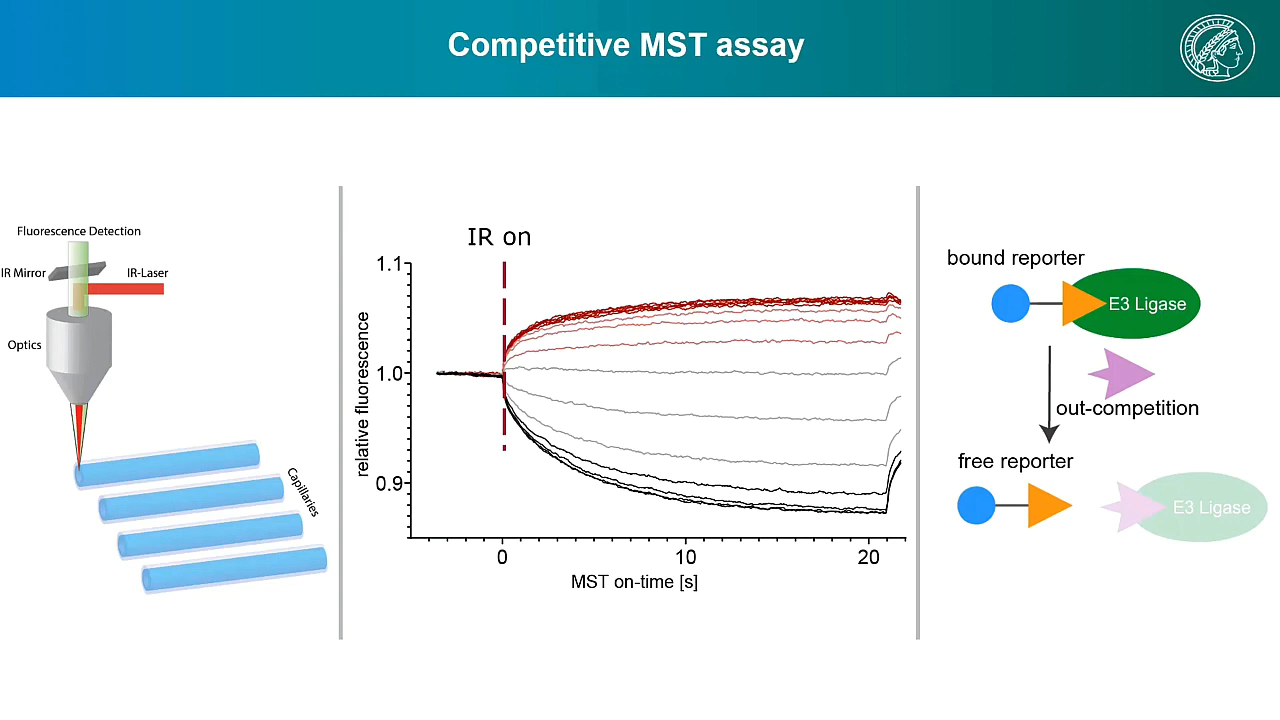 Competitive MST assay
Fluorescence Detection
IR Mirror
IR-Laser
Optics
Capillaries
IR on
1.1
1.0
0.9
relative fluorescence
0
10
20
MST on-time [s]
bound reporter
E3 Ligase
out-competition
free reporter
E3 Ligase